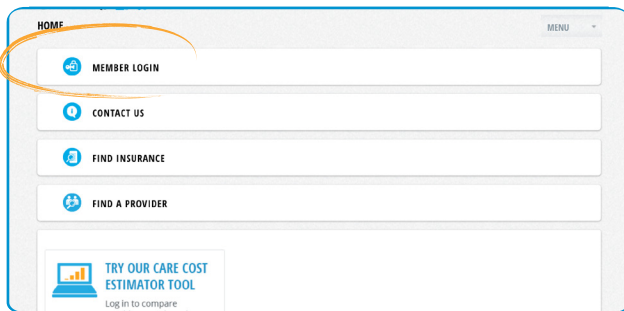 HOME
MENU
MEMBER LOGIN
CONTACT US
FIND INSURANCE
FIND A PROVIDER
TRY OUR CARE COST
ESTIMATOR TOOL
Log in to compare